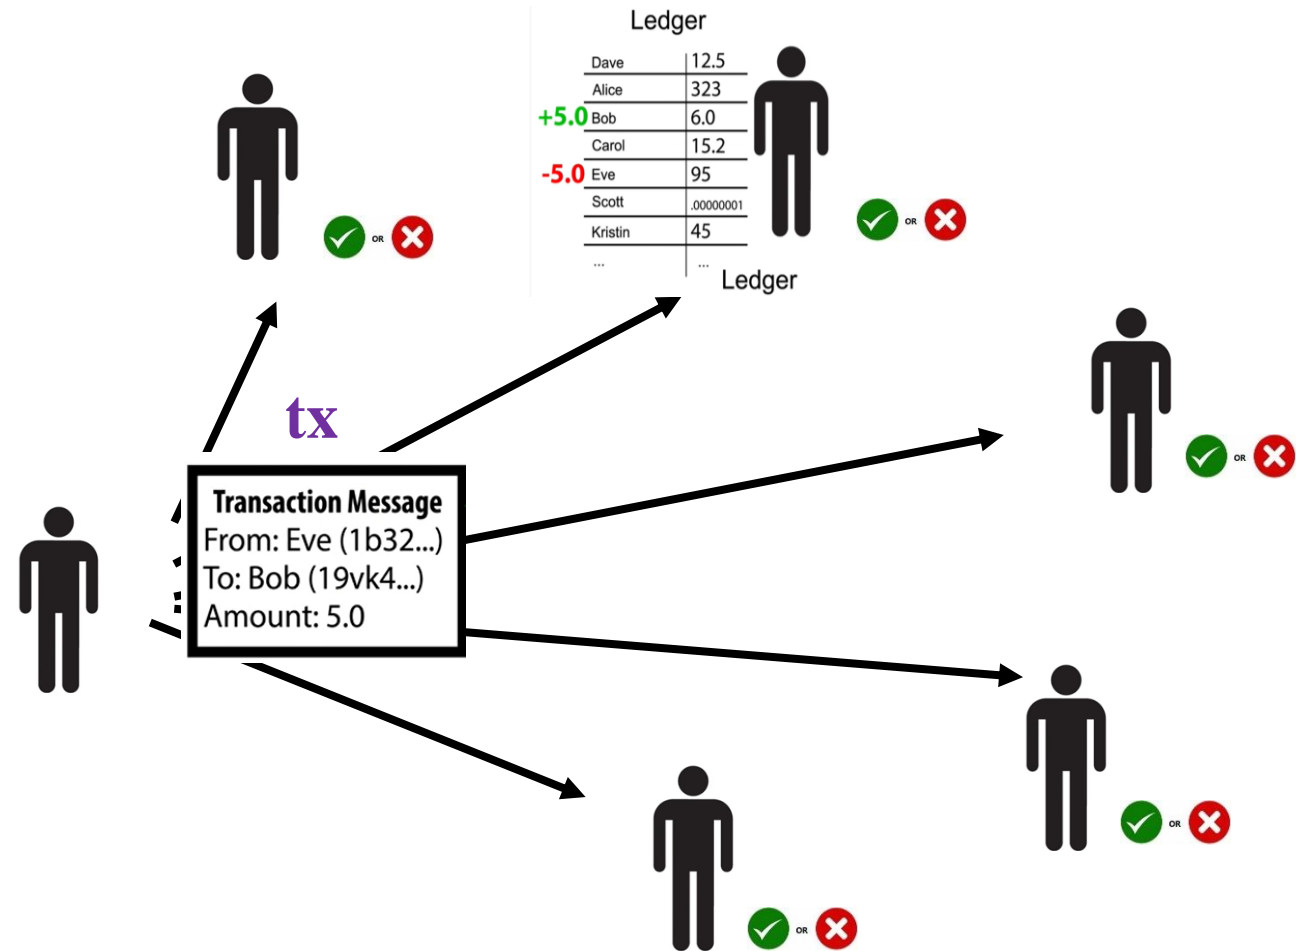 Ledger
Dave 12.5
Alice 323
+5.0 Bob 6.0
Carol 15.2
-5.0 Eve 95
Scott .00000001
Kristin 45
... ...
Ledger
OR
OR
tx
OR
Transaction Message
From: Eve (1b32...)
To: Bob (19vk4...)
Amount: 5.0
OR
OR